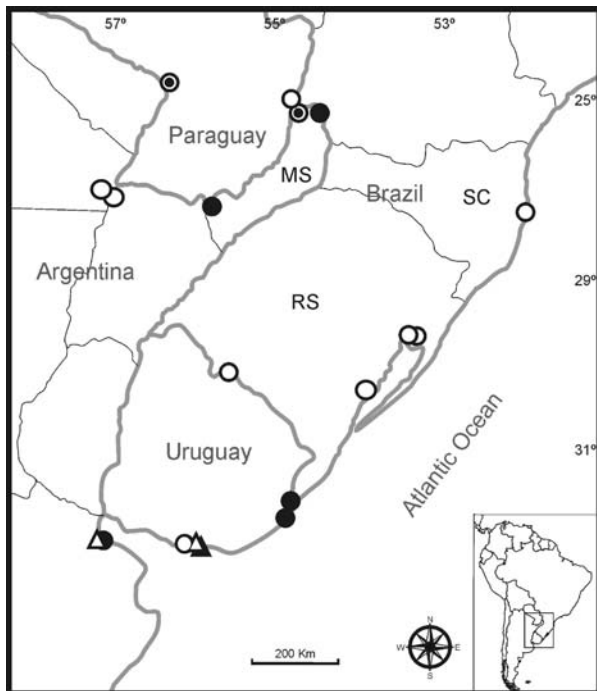 57º 55º 53º
25º
Paraguay
MS
Brazil
SC
Argentina
29º
RS
31º
Uruguay
Atlantic Ocean
N
W E
S
200 Km